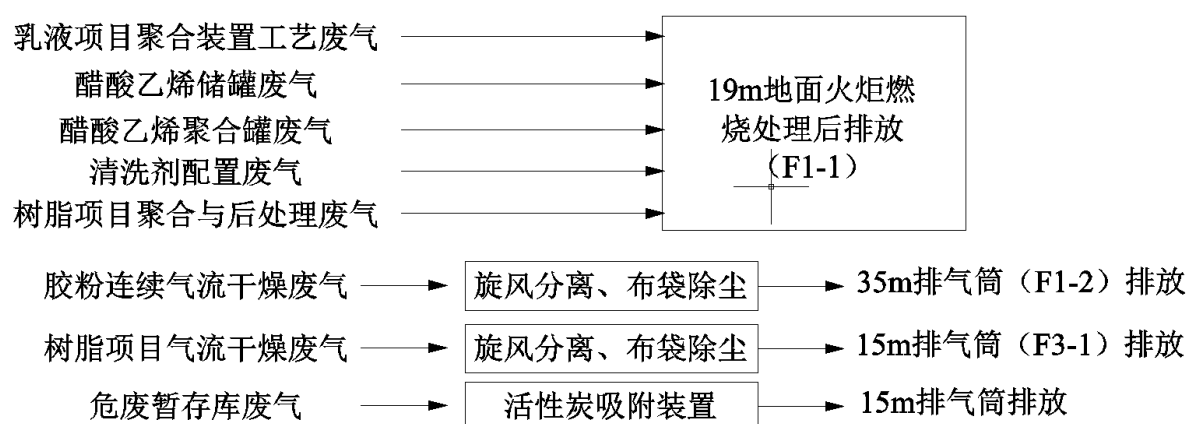 乳液项目聚合装置工艺废气
醋酸乙烯储罐废气
醋酸乙烯聚合罐废气
清洗剂配置废气
树脂项目聚合与后处理废气
19m地面火炬燃
烧处理后排放
（F1-1）
胶粉连续气流干燥废气
旋风分离、布袋除尘
35m排气筒（F1-2）排放
树脂项目气流干燥废气
旋风分离、布袋除尘
15m排气筒（F3-1）排放
危废暂存库废气
活性炭吸附装置
15m排气筒排放